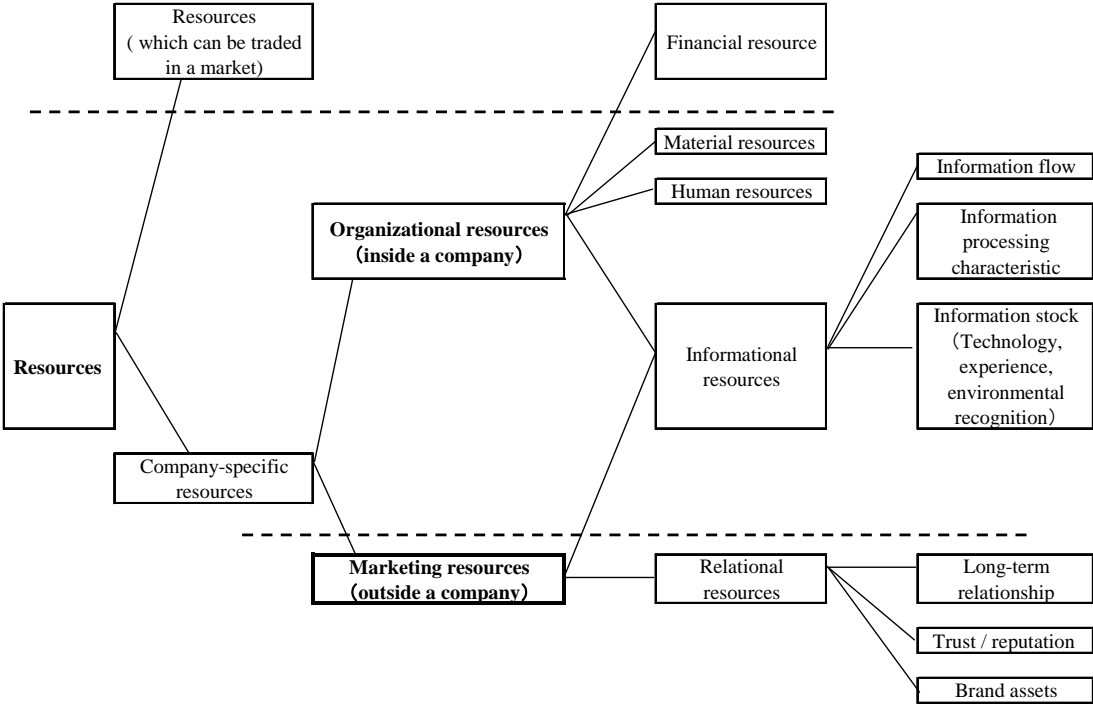 Resources
( which can be traded
in a market)
Financial resource
Material resources
Human resources
Information flow
Information
processing
characteristic
Organizational resources
（inside a company）
Resources
Informational
resources
Information stock
（Technology,
experience,
environmental
recognition）
Company-specific
resources
Marketing resources
（outside a company）
Relational
resources
Long-term
relationship
Trust / reputation
Brand assets